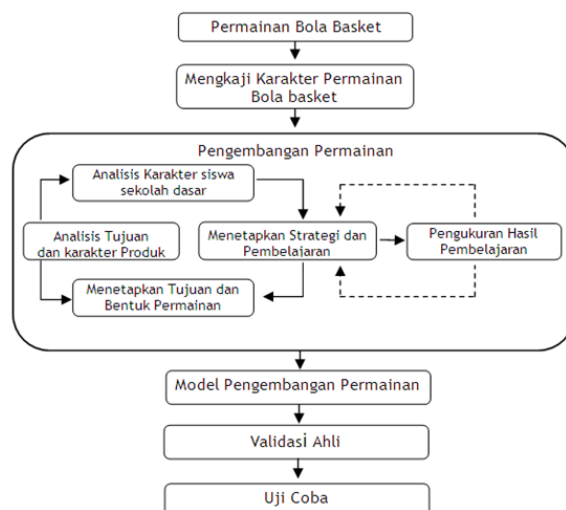 Permainan Bola Basket
Mengkaji Karakter Permainan
Bola basket
Pengembangan Permainan
Analisis Karakter siswa
sekolah dasar
Analisis Tujuan
dan karakter Produk
Menetapkan Strategi dan
Pembelajaran
Pengukuran Hasil
Pembelajaran
Menetapkan Tujuan dan
Bentuk Permainan
Model Pengembangan Permainan
Validasi Ahli
Uji Coba